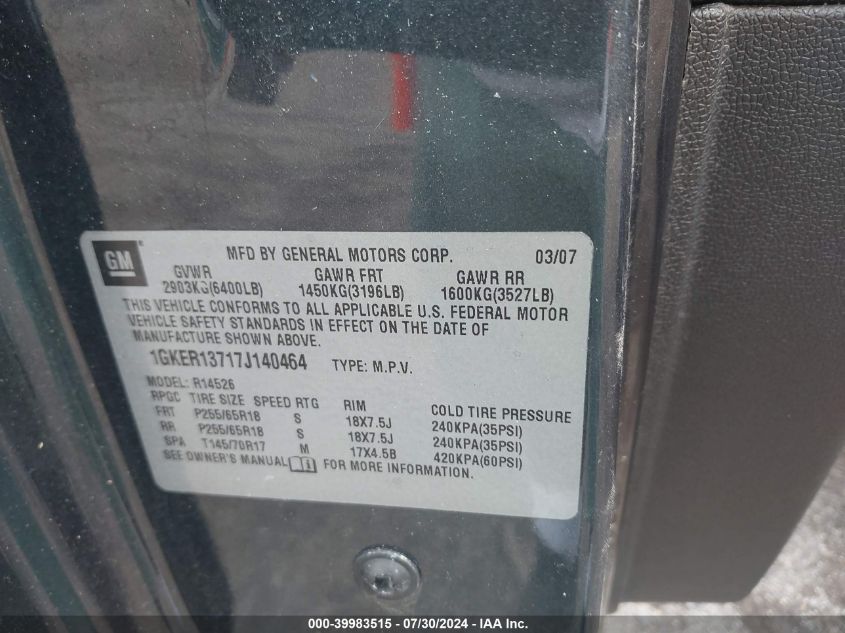 GM
MFD BY GENERAL MOTORS CORP. 03/07
GVWR GAWR FRT GAWR RR
2903KG(6400LB) 1450KG(3196LB) 1600KG(3527LB)
THIS VEHICLE CONFORMS TO ALL APPLICABLE U.S. FEDERAL MOTOR
VEHICLE SAFETY STANDARDS IN EFFECT ON THE DATE OF
MANUFACTURE SHOWN ABOVE.
1GKER13717J140464 TYPE: M.P.V.
MODEL: R14526
RPGC TIRE SIZE SPEED RTG RIM COLD TIRE PRESSURE
FRT P255/65R18 S 18X7.5J 240KPA(35PSI)
RR P255/65R18 S 18X7.5J 240KPA(35PSI)
SPA T145/70R17 M 17X4.5B 420KPA(60PSI)
SEE OWNER'S MANUAL FOR MORE INFORMATION.
000-39983515 / 07/30/2024 - IAA Inc.